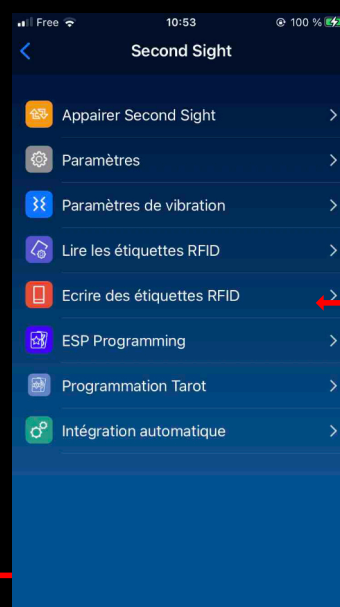 Free 10:53 100 %
Second Sight
Appairer Second Sight
Paramètres
Paramètres de vibration
Lire les étiquettes RFID
Ecrire des étiquettes RFID
ESP Programming
Programmation Tarot
Intégration automatique